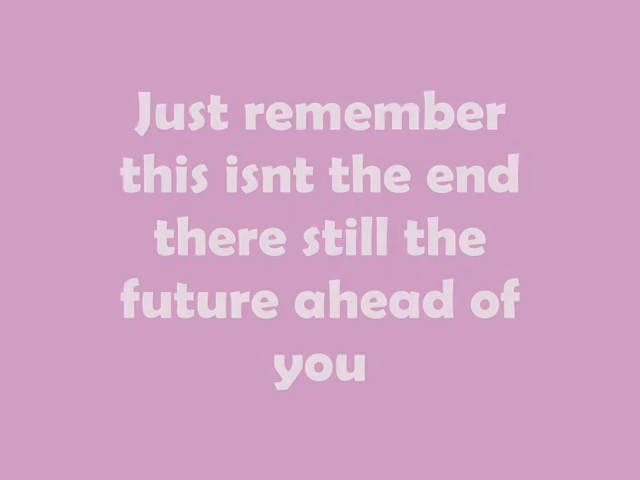 Just remember
this isnt the end
there still the
future ahead of
you